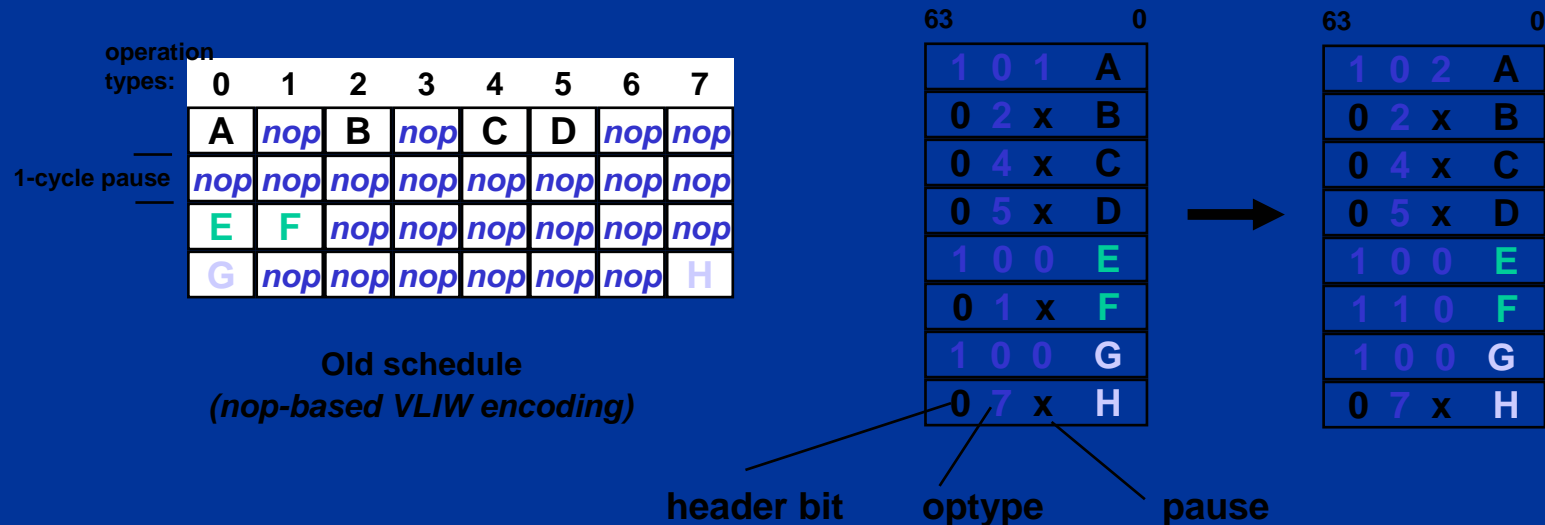 operation
types: 0 1 2 3 4 5 6 7
A nop B nop C D nop nop
1-cycle pause nop nop nop nop nop nop nop nop
E F nop nop nop nop nop nop
G nop nop nop nop nop nop H
Old schedule
(nop-based VLIW encoding)
63 0
1 0 1 A
0 2 x B
0 4 x C
0 5 x D
1 0 0 E
0 1 x F
1 0 0 G
0 7 x H
header bit optype pause
63 0
1 0 2 A
0 2 x B
0 4 x C
0 5 x D
1 0 0 E
1 1 0 F
1 0 0 G
0 7 x H